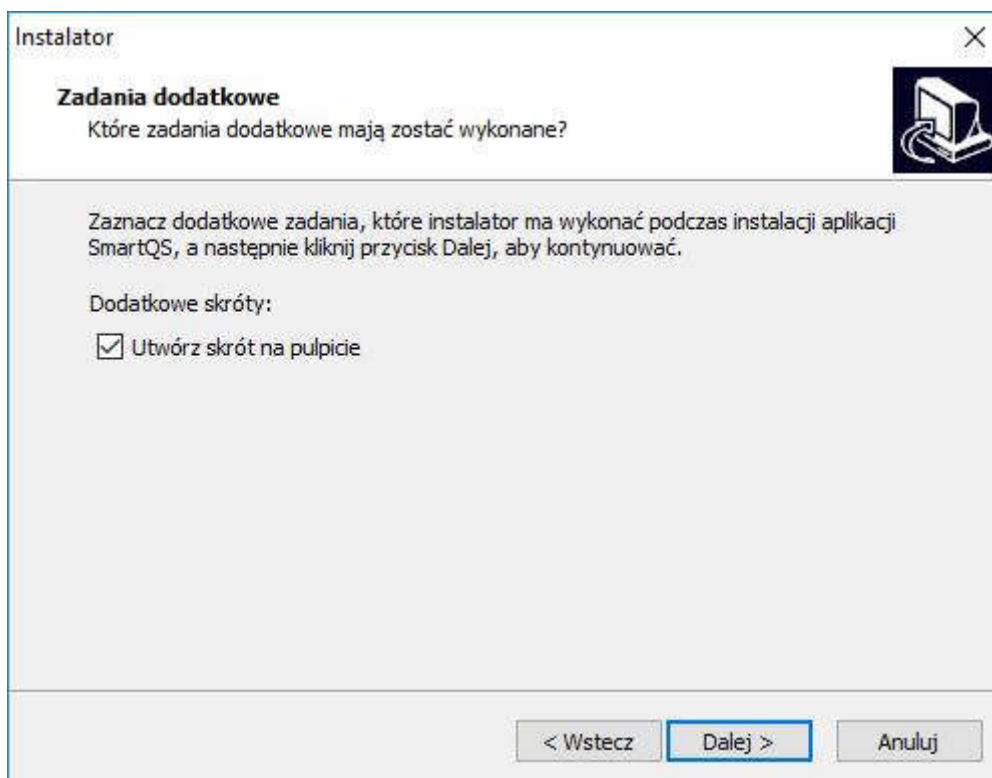 Instalator
Zadania dodatkowe
Które zadania dodatkowe mają zostać wykonane?
Zaznacz dodatkowe zadania, które instalator ma wykonać podczas instalacji aplikacji
SmartQS, a następnie kliknij przycisk Dalej, aby kontynuować.
Dodatkowe skróty:
Utwórz skrót na pulpicie
< Wstecz
Dalej >
Anuluj